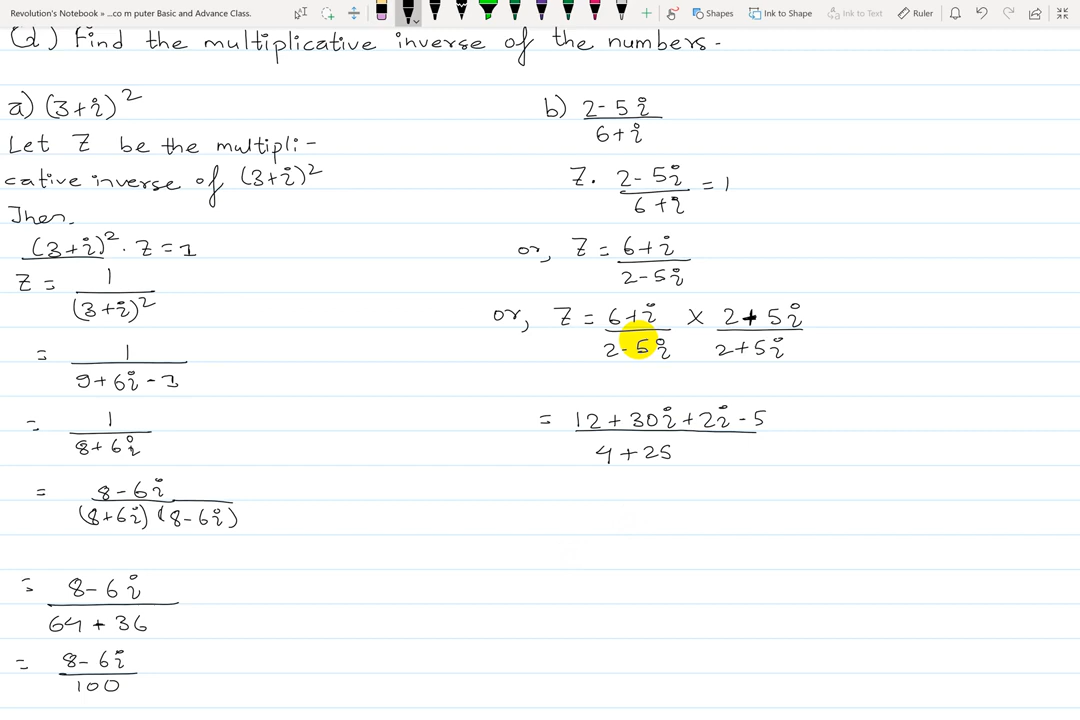 Revolution's Notebook » ...co m puter Basic and Advance Class.
Shapes
Ink to Shape
Ink to Text
Ruler
(d) Find the multiplicative inverse of the numbers.
a) (3+i)²
Let Z be the multipli-
cative inverse of (3+i)²
Then.
(3+i)² . Z = 1
Z = 1/(3+i)²
= 1/(9+6i-1)
= 1/(8+6i)
= (8-6i)/((8+6i)(8-6i))
= (8-6i)/(64+36)
= (8-6i)/100
b) (2-5i)/(6+i)
Z. (2-5i)/(6+i) = 1
or, Z = (6+i)/(2-5i)
or, Z = (6+i)/(2-5i) × (2+5i)/(2+5i)
= (12+30i+2i-5)/(4+25)